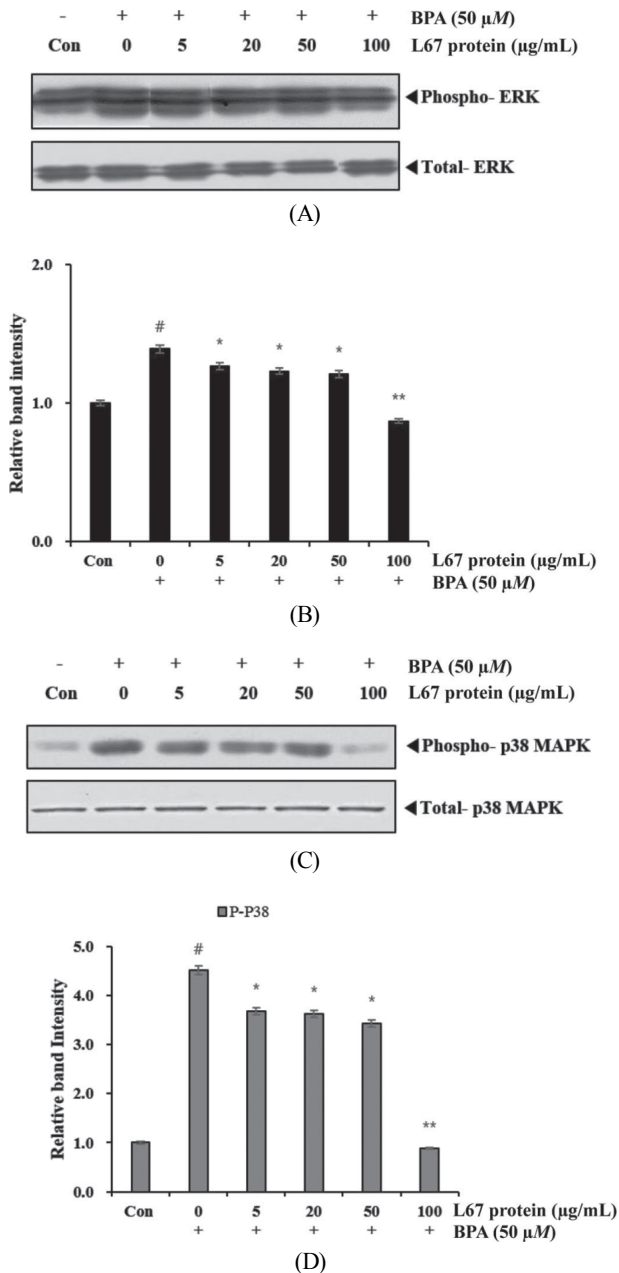 - + + + + + BPA (50 μM)
Con 0 5 20 50 100 L67 protein (μg/mL)
◄Phospho- ERK
◄Total- ERK
(A)
2.0
1.0
0.0
Relative band intensity
# * * * **
Con 0 5 20 50 100 L67 protein (μg/mL)
+ + + + + BPA (50 μM)
(B)
- + + + + + BPA (50 μM)
Con 0 5 20 50 100 L67 protein (μg/mL)
◄Phospho- p38 MAPK
◄Total- p38 MAPK
(C)
P-P38
5.0
4.0
3.0
2.0
1.0
0.0
Relative band Intensity
# * * * **
Con 0 5 20 50 100 L67 protein (μg/mL)
+ + + + + BPA (50 μM)
(D)